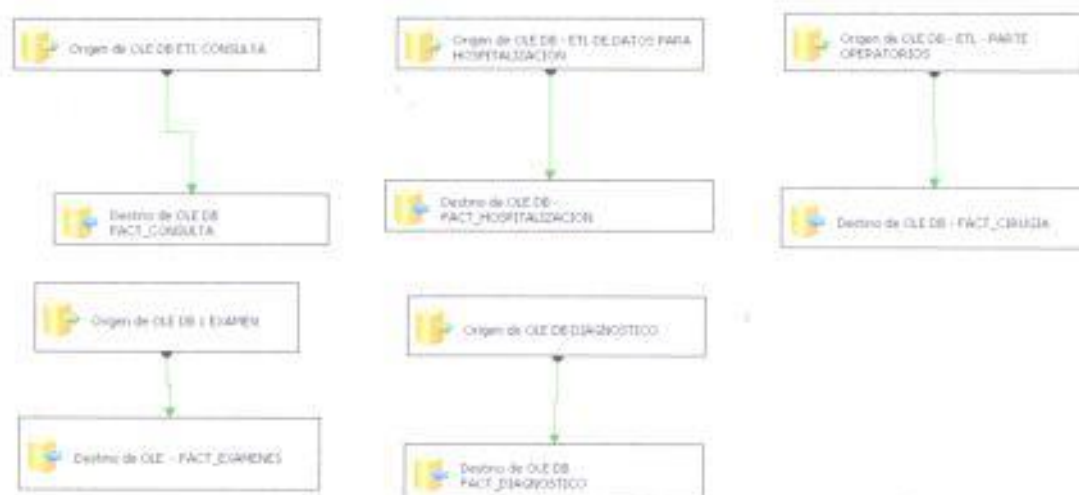 Origen de OLE DB ETL CONSULTA
Origen de OLE DB - ETL DE DATOS PARA
HOSPITALIZACION
Origen de OLE DB - ETL - PARTE
OPERATORIOS
Destino de OLE DB
FACT_CONSULTA
Destino de OLE DB -
FACT_HOSPITALIZACION
Destino de OLE DB - FACT_CIRUGIA
Origen de OLE DB 1 EXAMEN
Origen de OLE DB DIAGNOSTICO
Destino de OLE - FACT_EXAMENES
Destino de OLE DB
FACT_DIAGNOSTICO